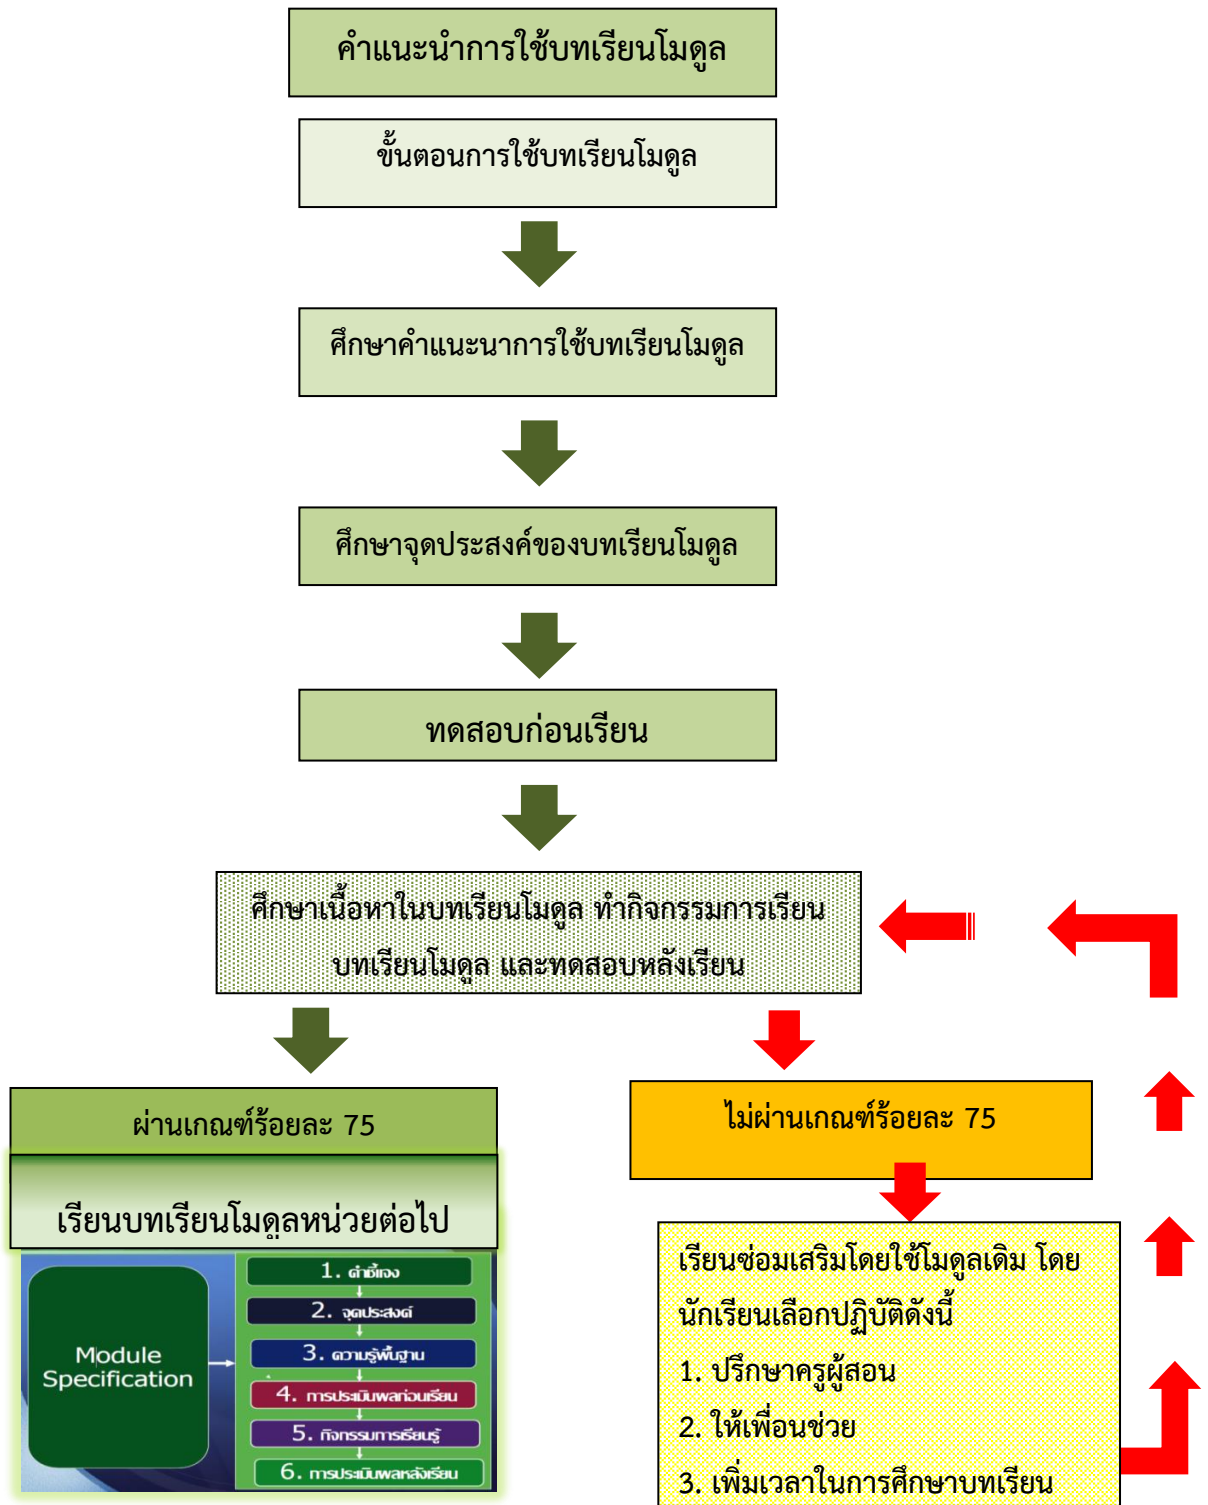 คำแนะนำการใช้บทเรียนโมดูล
ขั้นตอนการใช้บทเรียนโมดูล
ศึกษาคำแนะนาการใช้บทเรียนโมดูล
ศึกษาจุดประสงค์ของบทเรียนโมดูล
ทดสอบก่อนเรียน
ศึกษาเนื้อหาในบทเรียนโมดูล ทำกิจกรรมการเรียน
บทเรียนโมดูล และทดสอบหลังเรียน
ผ่านเกณฑ์ร้อยละ 75
เรียนบทเรียนโมดูลหน่วยต่อไป
Module
Specification
1. คำชี้แจง
2. จุดประสงค์
3. ความรู้พื้นฐาน
4. การประเมินผลก่อนเรียน
5. กิจกรรมการเรียนรู้
6. การประเมินผลหลังเรียน
ไม่ผ่านเกณฑ์ร้อยละ 75
เรียนซ่อมเสริมโดยใช้โมดูลเดิม โดย
นักเรียนเลือกปฏิบัติดังนี้
1. ปรึกษาครูผู้สอน
2. ให้เพื่อนช่วย
3. เพิ่มเวลาในการศึกษาบทเรียน